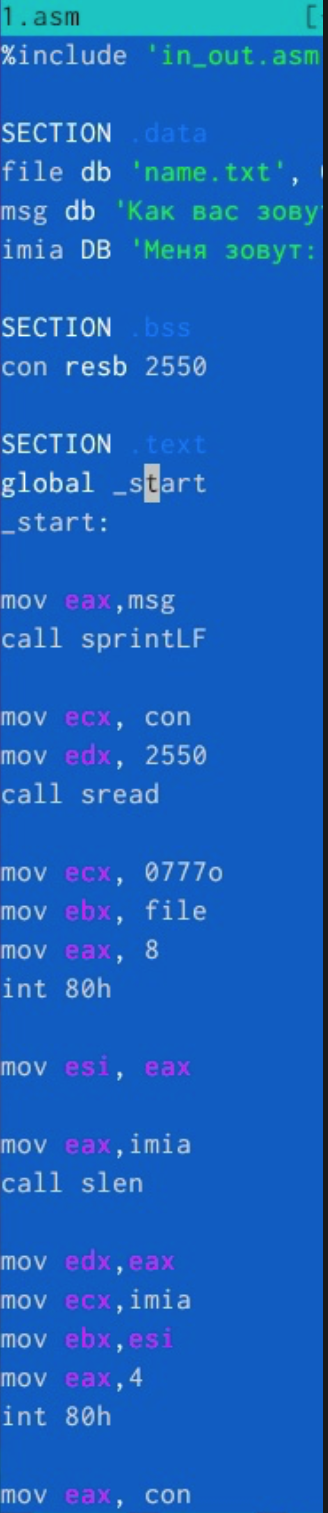 1.asm [
%include 'in_out.asm
SECTION .data
file db 'name.txt',
msg db 'Как вас зову
imia DB 'Меня зовут:
SECTION .bss
con resb 2550
SECTION .text
global _start
_start:
mov eax,msg
call sprintLF
mov ecx, con
mov edx, 2550
call sread
mov ecx, 0777o
mov ebx, file
mov eax, 8
int 80h
mov esi, eax
mov eax,imia
call slen
mov edx,eax
mov ecx,imia
mov ebx,esi
mov eax,4
int 80h
mov eax, con